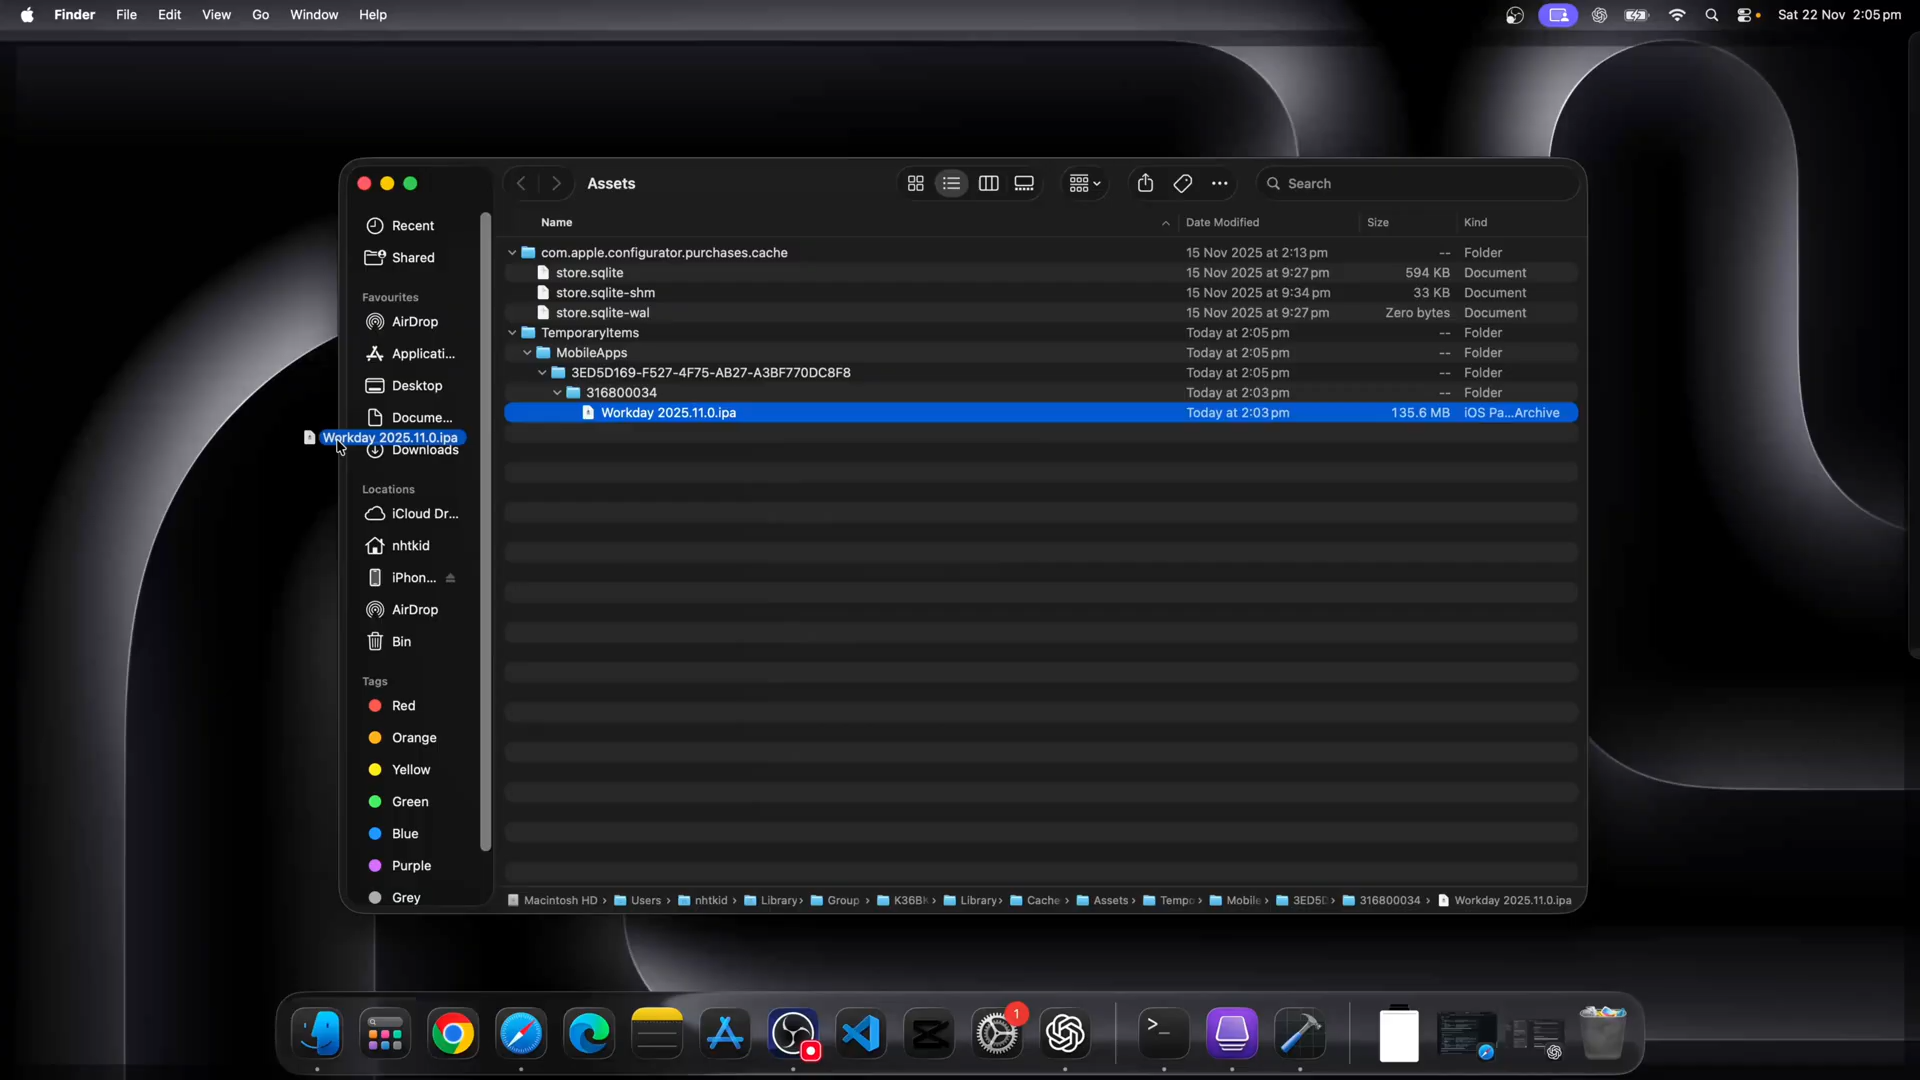 Finder File Edit View Go Window Help Sat 22 Nov 2:05 pm
Assets
Search
Recent
Shared
Favourites
AirDrop
Applicati...
Desktop
Docume...
Workday 2025.11.0.ipa
Downloads
Locations
iCloud Dr...
nhtkid
iPhon...
AirDrop
Bin
Tags
Red
Orange
Yellow
Green
Blue
Purple
Grey
Name Date Modified Size Kind
com.apple.configurator.purchases.cache 15 Nov 2025 at 2:13 pm -- Folder
store.sqlite 15 Nov 2025 at 9:27 pm 594 KB Document
store.sqlite-shm 15 Nov 2025 at 9:34 pm 33 KB Document
store.sqlite-wal 15 Nov 2025 at 9:27 pm Zero bytes Document
TemporaryItems Today at 2:05 pm -- Folder
MobileApps Today at 2:05 pm -- Folder
3ED5D169-F527-4F75-AB27-A3BF770DC8F8 Today at 2:05 pm -- Folder
316800034 Today at 2:03 pm -- Folder
Workday 2025.11.0.ipa Today at 2:03 pm 135.6 MB iOS Pa...Archive
Macintosh HD › Users › nhtkid › Library › Group › K36BK › Library › Cache › Assets › Tempo › Mobile › 3ED5D › 316800034 › Workday 2025.11.0.ipa
1